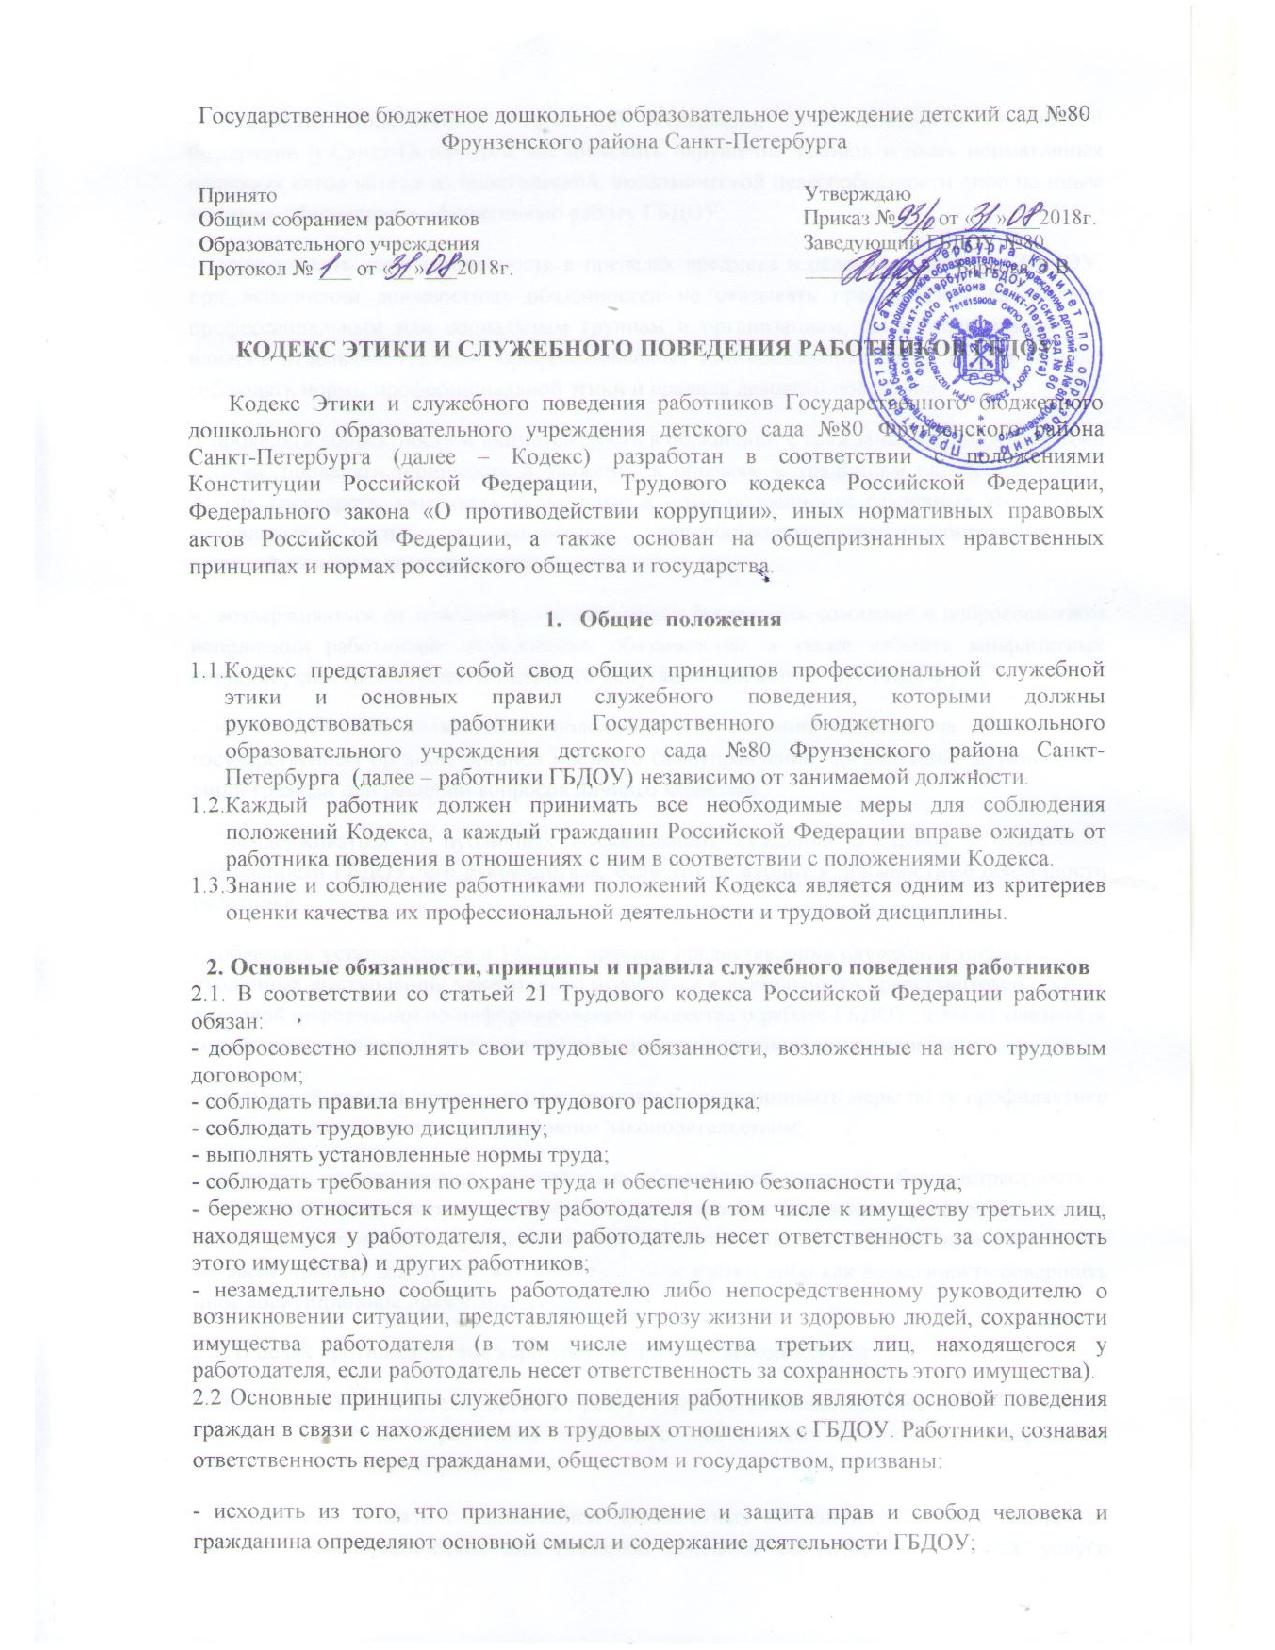 Государственное бюджетное дошкольное образовательное учреждение детский сад №80
Фрунзенского района Санкт-Петербурга
Принято
Общим собранием работников
Образовательного учреждения
Протокол № 1 от «31» 08 2018г.
Утверждаю
Приказ № от «31» 08 2018г.
Заведующий ГБДОУ №80
КОДЕКС ЭТИКИ И СЛУЖЕБНОГО ПОВЕДЕНИЯ РАБОТНИКОВ ГБДОУ
Кодекс Этики и служебного поведения работников Государственного бюджетного
дошкольного образовательного учреждения детского сада №80 Фрунзенского района
Санкт-Петербурга (далее – Кодекс) разработан в соответствии с положениями
Конституции Российской Федерации, Трудового кодекса Российской Федерации,
Федерального закона «О противодействии коррупции», иных нормативных правовых
актов Российской Федерации, а также основан на общепризнанных нравственных
принципах и нормах российского общества и государства.
1. Общие положения
1.1.Кодекс представляет собой свод общих принципов профессиональной служебной
этики и основных правил служебного поведения, которыми должны
руководствоваться работники Государственного бюджетного дошкольного
образовательного учреждения детского сада №80 Фрунзенского района Санкт-
Петербурга (далее – работники ГБДОУ) независимо от занимаемой должности.
1.2.Каждый работник должен принимать все необходимые меры для соблюдения
положений Кодекса, а каждый гражданин Российской Федерации вправе ожидать от
работника поведения в отношениях с ним в соответствии с положениями Кодекса.
1.3.Знание и соблюдение работниками положений Кодекса является одним из критериев
оценки качества их профессиональной деятельности и трудовой дисциплины.
2. Основные обязанности, принципы и правила служебного поведения работников
2.1. В соответствии со статьей 21 Трудового кодекса Российской Федерации работник
обязан:
- добросовестно исполнять свои трудовые обязанности, возложенные на него трудовым
договором;
- соблюдать правила внутреннего трудового распорядка;
- соблюдать трудовую дисциплину;
- выполнять установленные нормы труда;
- соблюдать требования по охране труда и обеспечению безопасности труда;
- бережно относиться к имуществу работодателя (в том числе к имуществу третьих лиц,
находящемуся у работодателя, если работодатель несет ответственность за сохранность
этого имущества) и других работников;
- незамедлительно сообщить работодателю либо непосредственному руководителю о
возникновении ситуации, представляющей угрозу жизни и здоровью людей, сохранности
имущества работодателя (в том числе имущества третьих лиц, находящегося у
работодателя, если работодатель несет ответственность за сохранность этого имущества).
2.2 Основные принципы служебного поведения работников являются основой поведения
граждан в связи с нахождением их в трудовых отношениях с ГБДОУ. Работники, сознавая
ответственность перед гражданами, обществом и государством, призваны:
- исходить из того, что признание, соблюдение и защита прав и свобод человека и
гражданина определяют основной смысл и содержание деятельности ГБДОУ;